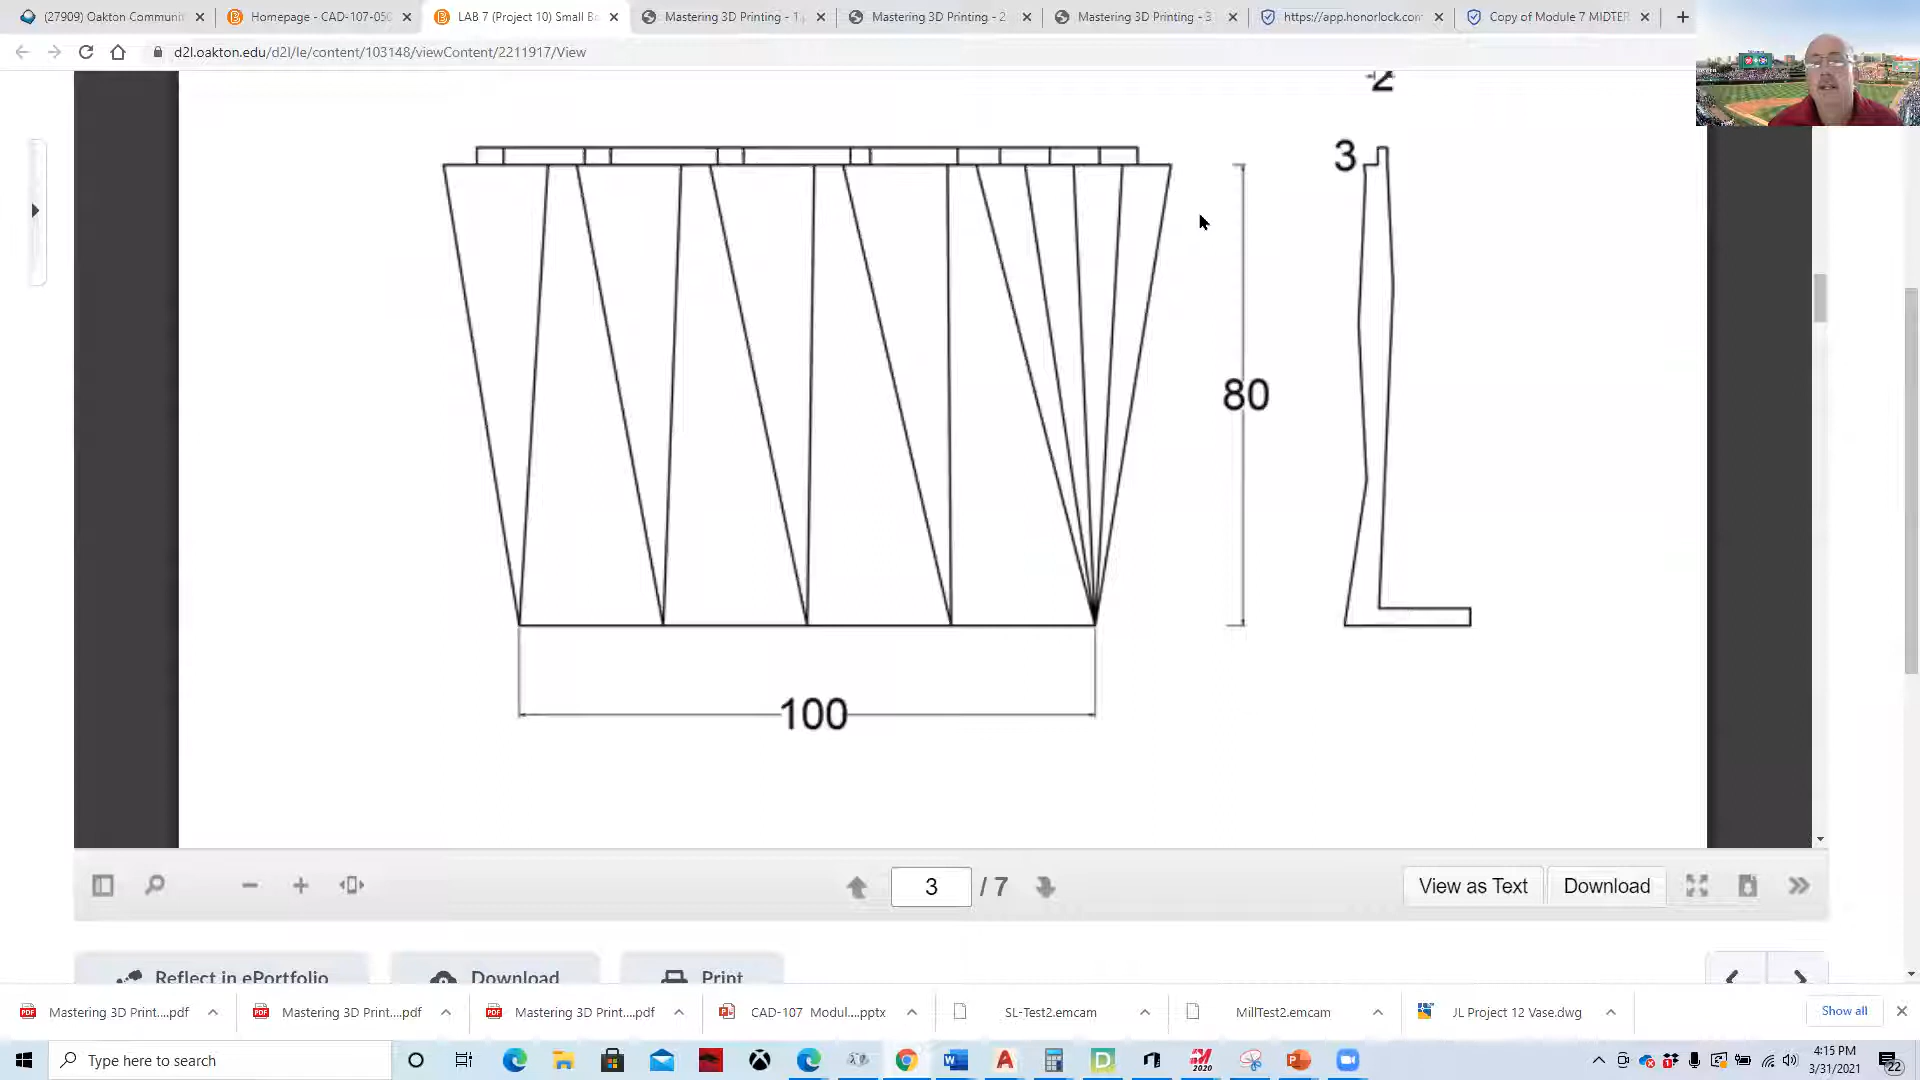 (27909) Oakton Communi
Homepage - CAD-107-050
LAB 7 (Project 10) Small B
Mastering 3D Printing - 1
Mastering 3D Printing - 2
Mastering 3D Printing - 3
https://app.honorlock.com
Copy of Module 7 MIDTER
d2l.oakton.edu/d2l/le/content/103148/viewContent/2211917/View
2
3
80
100
3 / 7
View as Text
Download
Reflect in ePortfolio
Download
Print
Mastering 3D Print....pdf
Mastering 3D Print....pdf
Mastering 3D Print....pdf
CAD-107 Modul....pptx
SL-Test2.emcam
MillTest2.emcam
JL Project 12 Vase.dwg
Show all
Type here to search
4:15 PM
3/31/2021
22